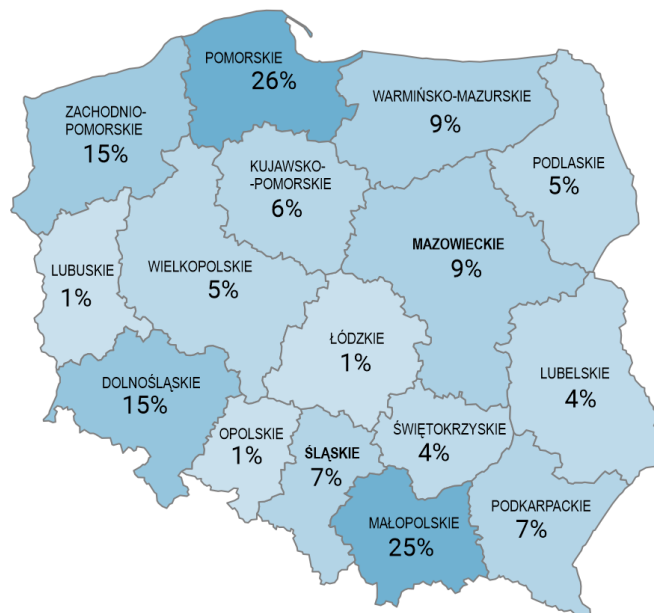 POMORSKIE
26%
ZACHODNIO-
POMORSKIE
15%
WARMIŃSKO-MAZURSKIE
9%
KUJAWSKO-
-POMORSKIE
6%
PODLASKIE
5%
MAZOWIECKIE
9%
LUBUSKIE
1%
WIELKOPOLSKIE
5%
ŁÓDZKIE
1%
LUBELSKIE
4%
DOLNOŚLĄSKIE
15%
OPOLSKIE
1%
ŚLĄSKIE
7%
ŚWIĘTOKRZYSKIE
4%
MAŁOPOLSKIE
25%
PODKARPACKIE
7%